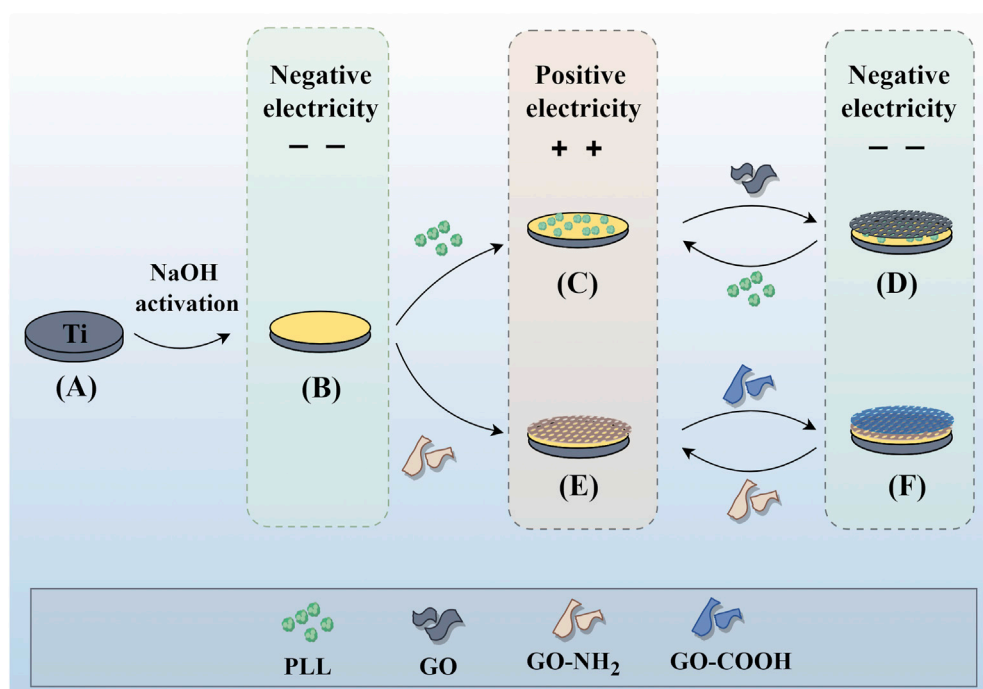 Negative
electricity
– –
Positive
electricity
+ +
Negative
electricity
– –
NaOH
activation
Ti
(A)
(B)
(C)
(D)
(E)
(F)
PLL
GO
GO-NH₂
GO-COOH